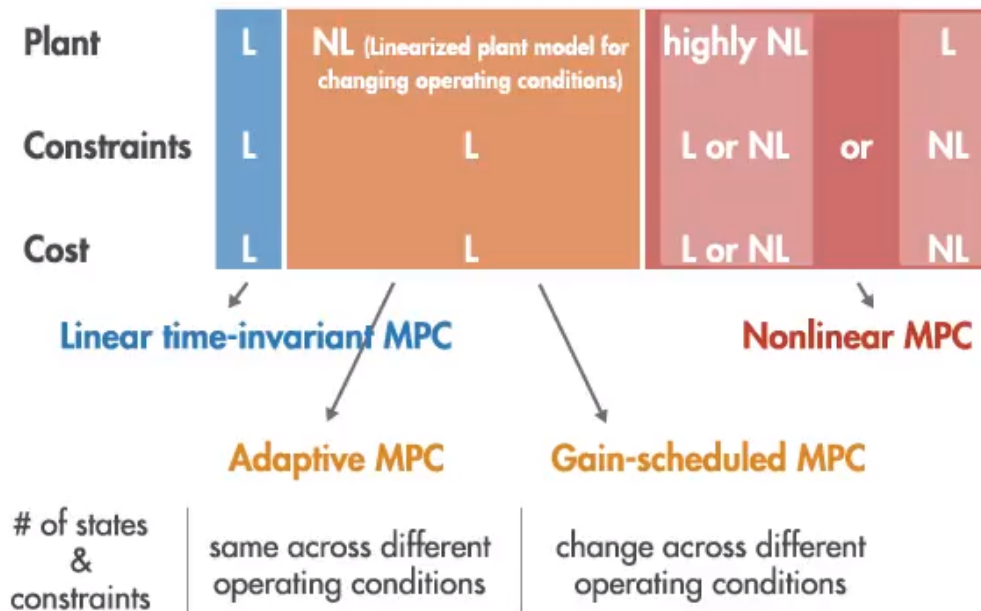 Plant L NL (Linearized plant model for highly NL L
changing operating conditions)
Constraints L L L or NL or NL
Cost L L L or NL NL
Linear time-invariant MPC Nonlinear MPC
Adaptive MPC Gain-scheduled MPC
# of states
& same across different change across different
constraints operating conditions operating conditions